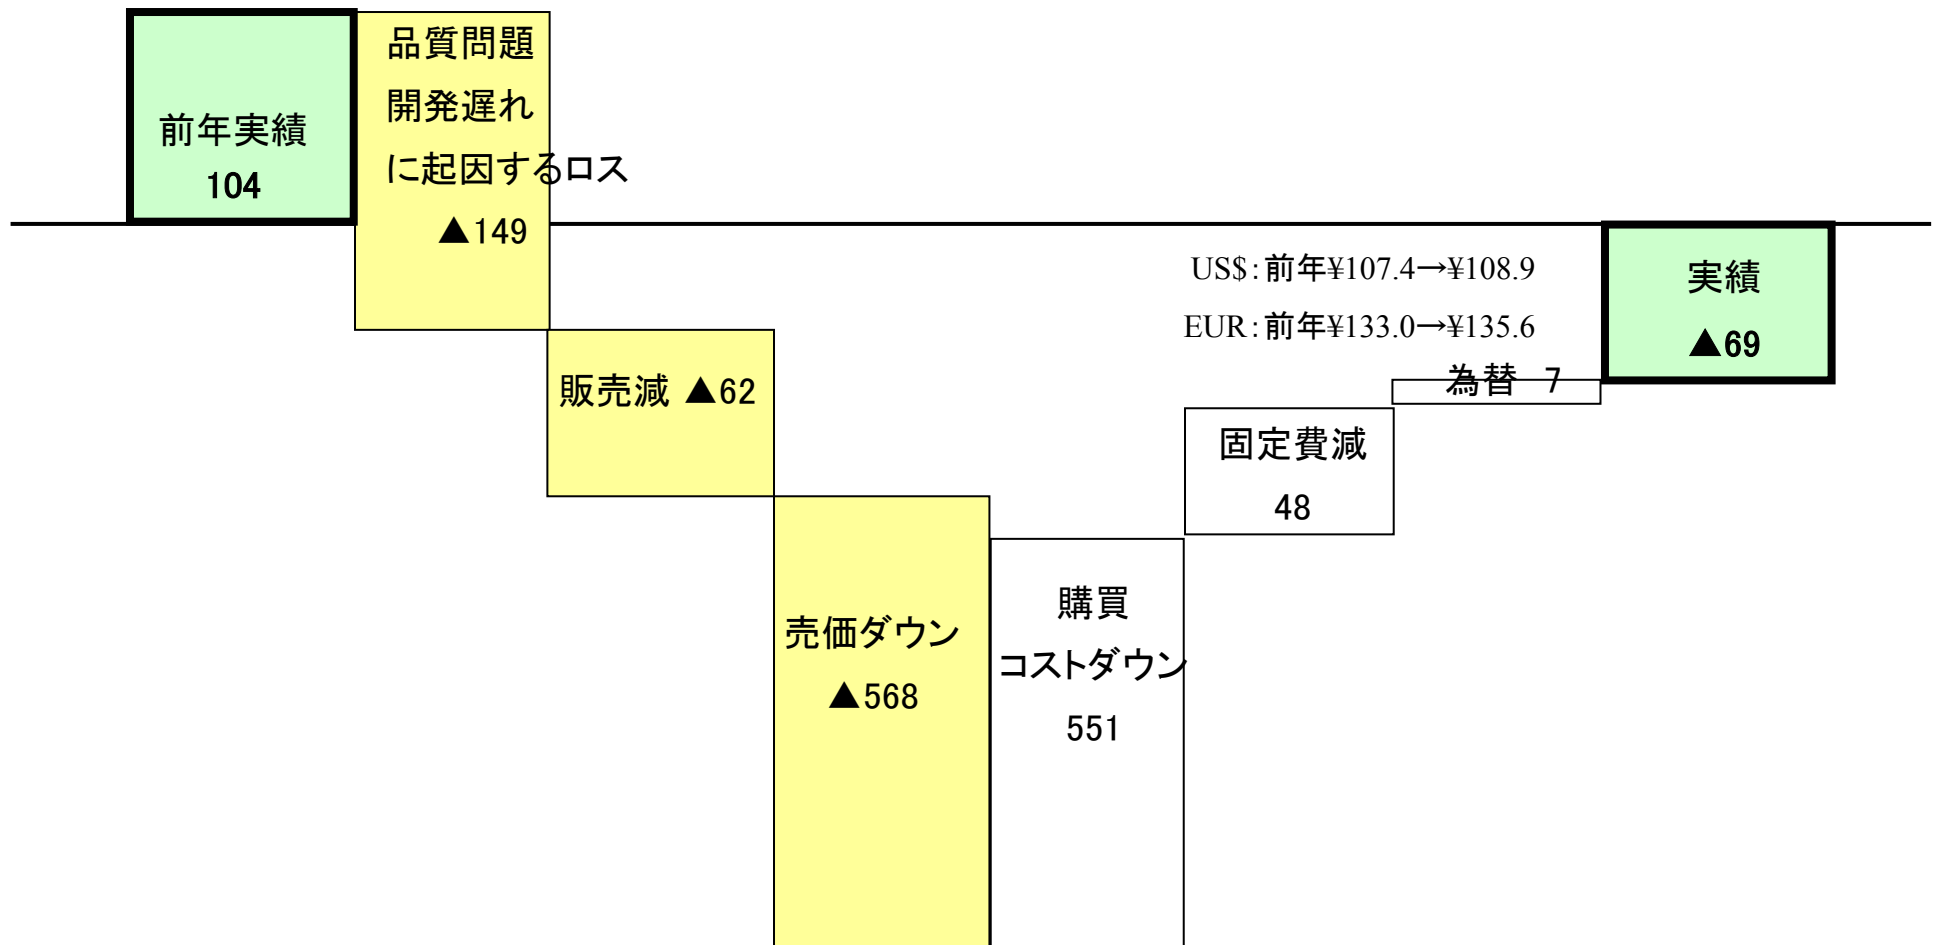 前年実績
104
品質問題
開発遅れ
に起因するロス
▲149
販売減 ▲62
売価ダウン
▲568
購買
コストダウン
551
固定費減
48
US$:前年¥107.4→¥108.9
EUR:前年¥133.0→¥135.6
為替 7
実績
▲69